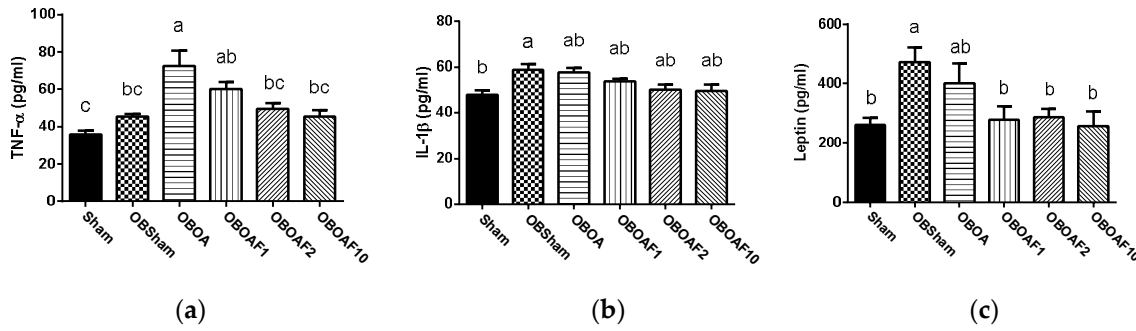 TNF-α (pg/ml)
100
80
60
40
20
0
c
bc
a
ab
bc
bc
Sham
OBSham
OBOA
OBOAF1
OBOAF2
OBOAF10
(a)
IL-1β (pg/ml)
80
60
40
20
0
b
a
ab
ab
ab
ab
Sham
OBSham
OBOA
OBOAF1
OBOAF2
OBOAF10
(b)
Leptin (pg/ml)
600
400
200
0
b
a
ab
b
b
b
Sham
OBSham
OBOA
OBOAF1
OBOAF2
OBOAF10
(c)